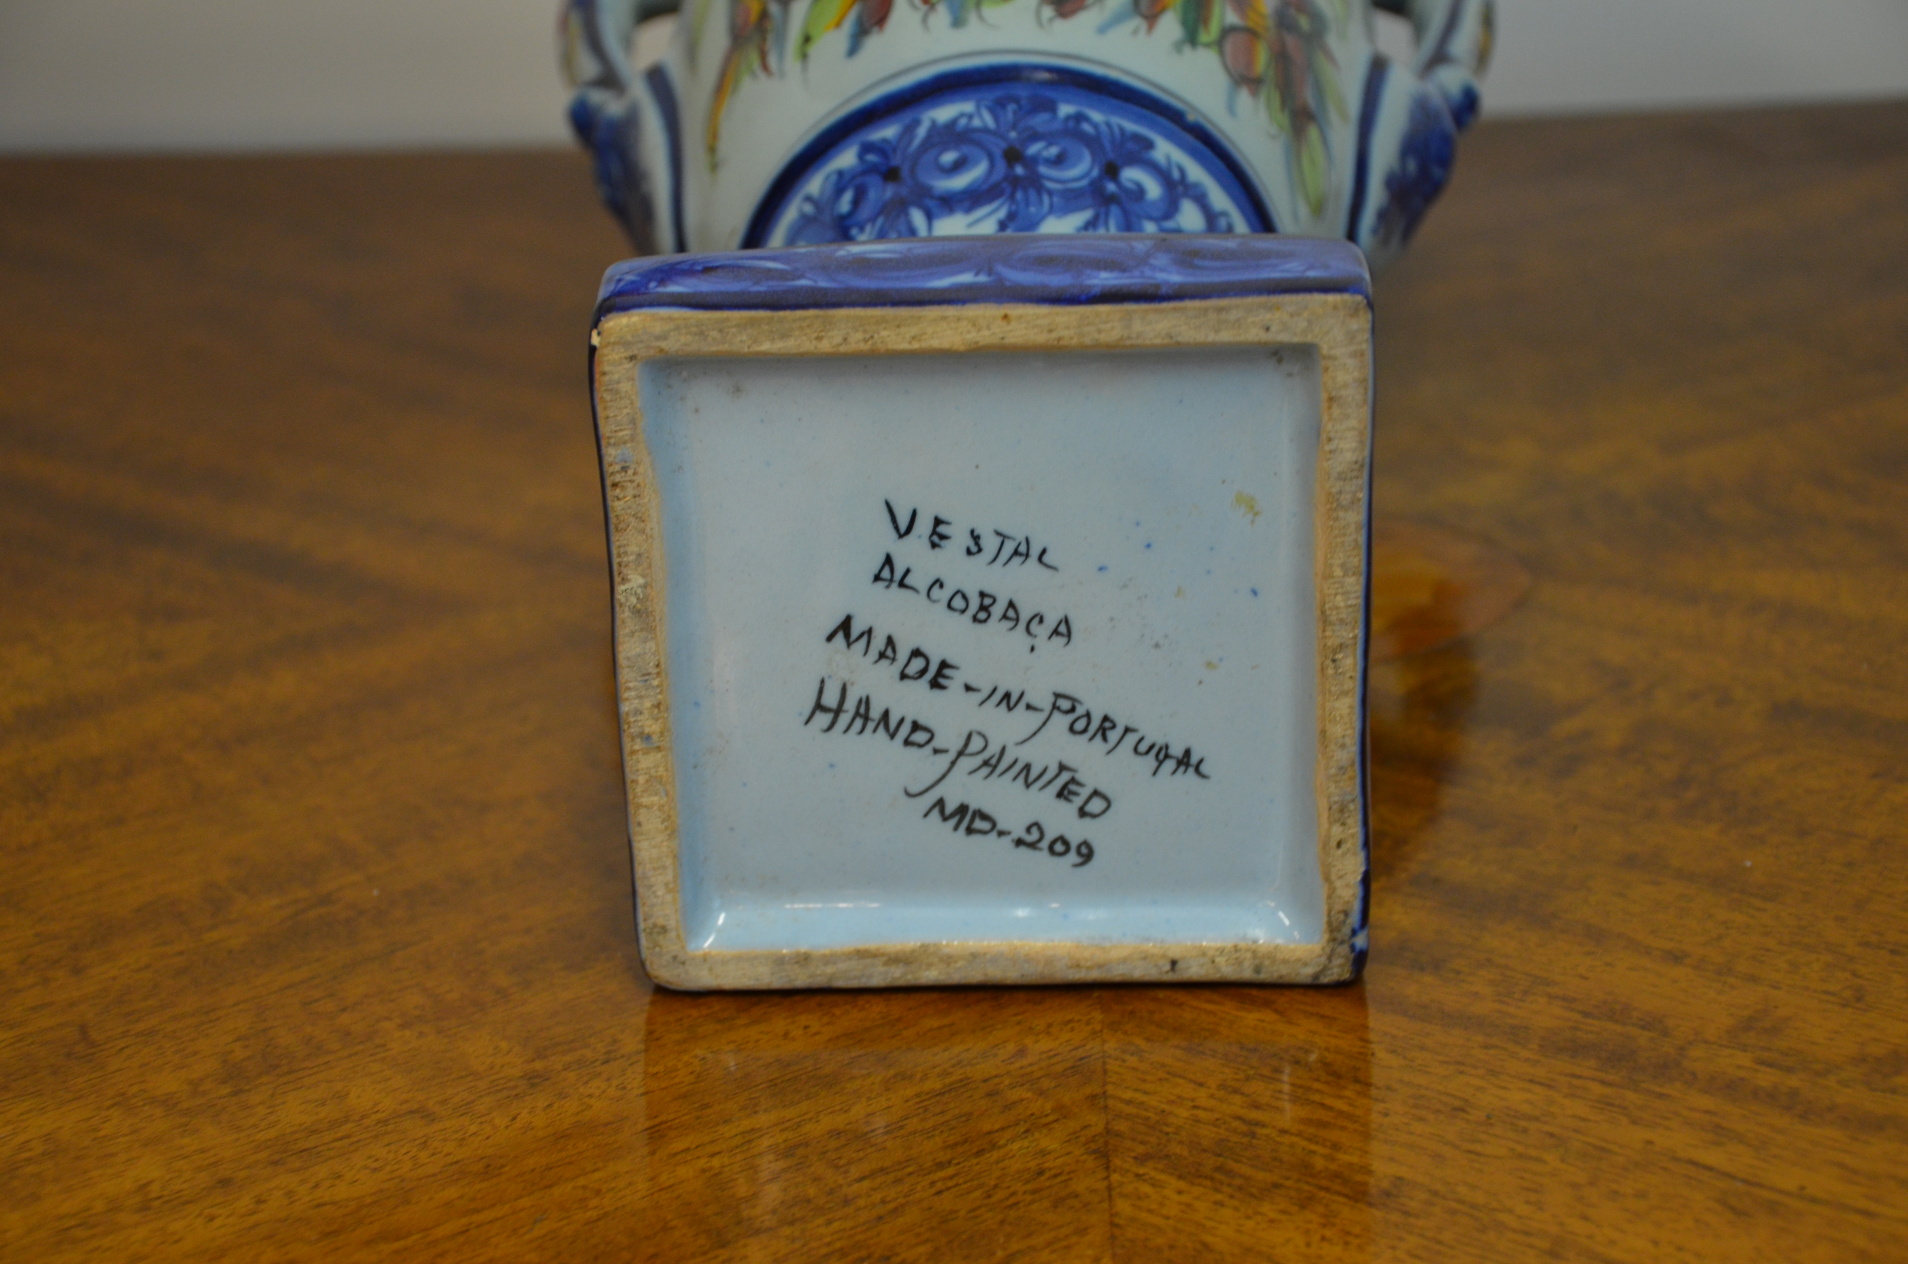 VESTAL
ALCOBAÇA
MADE-IN-PORTUGAL
HAND-PAINTED
MD-209